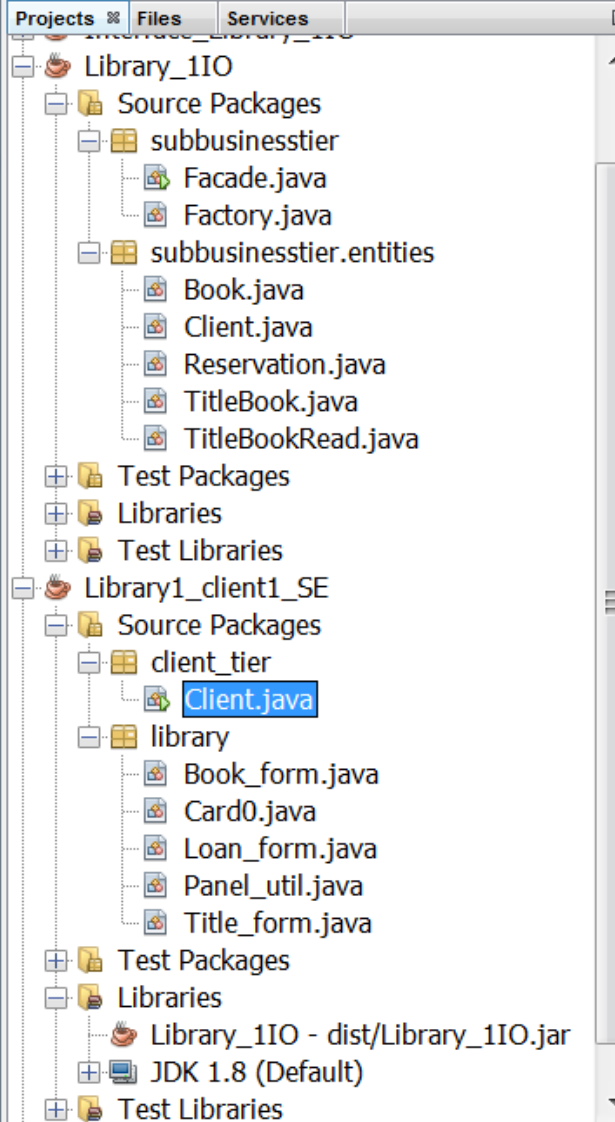 Projects Files Services
Interface_Library_1IO
Library_1IO
Source Packages
subbusinesstier
Facade.java
Factory.java
subbusinesstier.entities
Book.java
Client.java
Reservation.java
TitleBook.java
TitleBookRead.java
Test Packages
Libraries
Test Libraries
Library1_client1_SE
Source Packages
client_tier
Client.java
library
Book_form.java
Card0.java
Loan_form.java
Panel_util.java
Title_form.java
Test Packages
Libraries
Library_1IO - dist/Library_1IO.jar
JDK 1.8 (Default)
Test Libraries